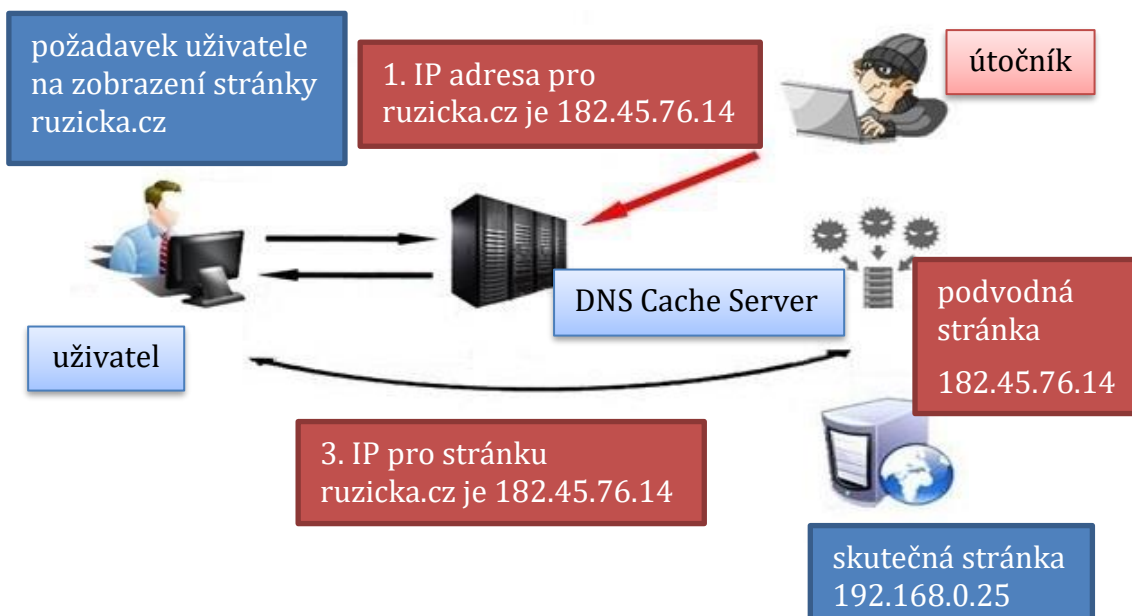 požadavek uživatele
na zobrazení stránky
ruzicka.cz
1. IP adresa pro
ruzicka.cz je 182.45.76.14
útočník
DNS Cache Server
podvodná
stránka
182.45.76.14
uživatel
3. IP pro stránku
ruzicka.cz je 182.45.76.14
skutečná stránka
192.168.0.25